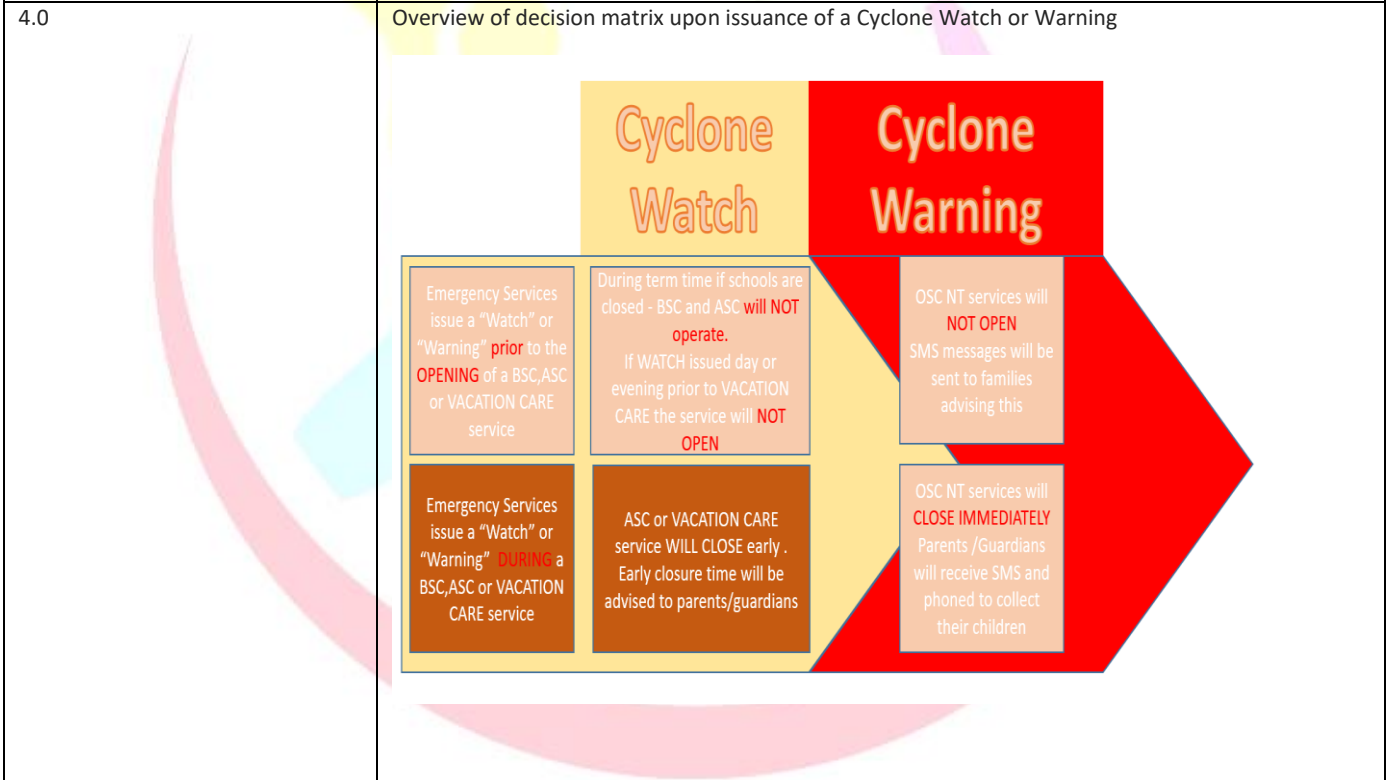 4.0
Overview of decision matrix upon issuance of a Cyclone Watch or Warning
Cyclone
Watch
Cyclone
Warning
Emergency Services
issue a “Watch” or
“Warning” prior to the
OPENING of a BSC,ASC
or VACATION CARE
service
During term time if schools are
closed - BSC and ASC will NOT
operate.
If WATCH issued day or
evening prior to VACATION
CARE the service will NOT
OPEN
OSC NT services will
NOT OPEN
SMS messages will be
sent to families
advising this
Emergency Services
issue a “Watch” or
“Warning” DURING a
BSC,ASC or VACATION
CARE service
ASC or VACATION CARE
service WILL CLOSE early .
Early closure time will be
advised to parents/guardians
OSC NT services will
CLOSE IMMEDIATELY
Parents /Guardians
will receive SMS and
phoned to collect
their children